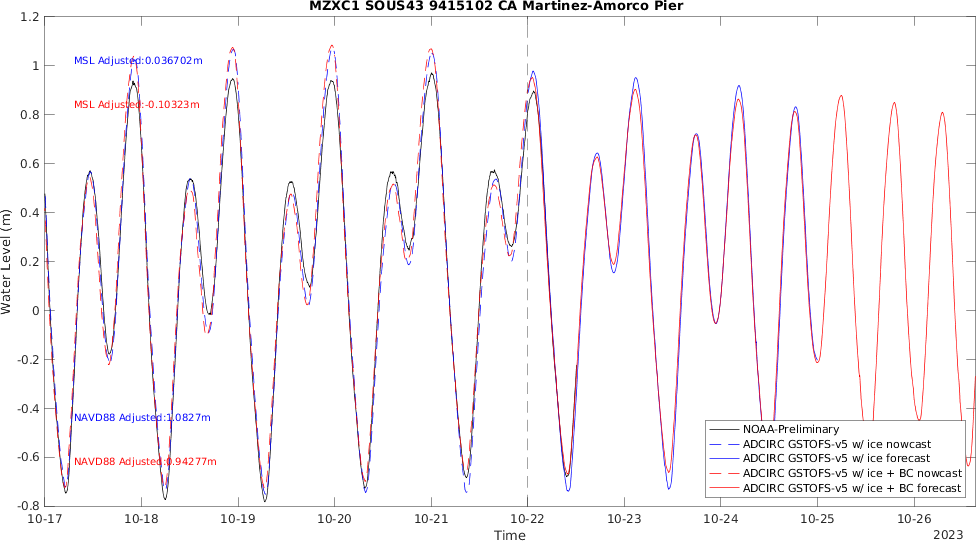 MZXC1 SOUS43 9415102 CA Martinez-Amorco Pier
1.2
1
0.8
0.6
0.4
0.2
0
-0.2
-0.4
-0.6
-0.8
Water Level (m)
MSL Adjusted:0.036702m
MSL Adjusted:-0.10323m
NAVD88 Adjusted:1.0827m
NAVD88 Adjusted:0.94277m
NOAA-Preliminary
ADCIRC GSTOFS-v5 w/ ice nowcast
ADCIRC GSTOFS-v5 w/ ice forecast
ADCIRC GSTOFS-v5 w/ ice + BC nowcast
ADCIRC GSTOFS-v5 w/ ice + BC forecast
10-17 10-18 10-19 10-20 10-21 10-22 10-23 10-24 10-25 10-26
Time
2023